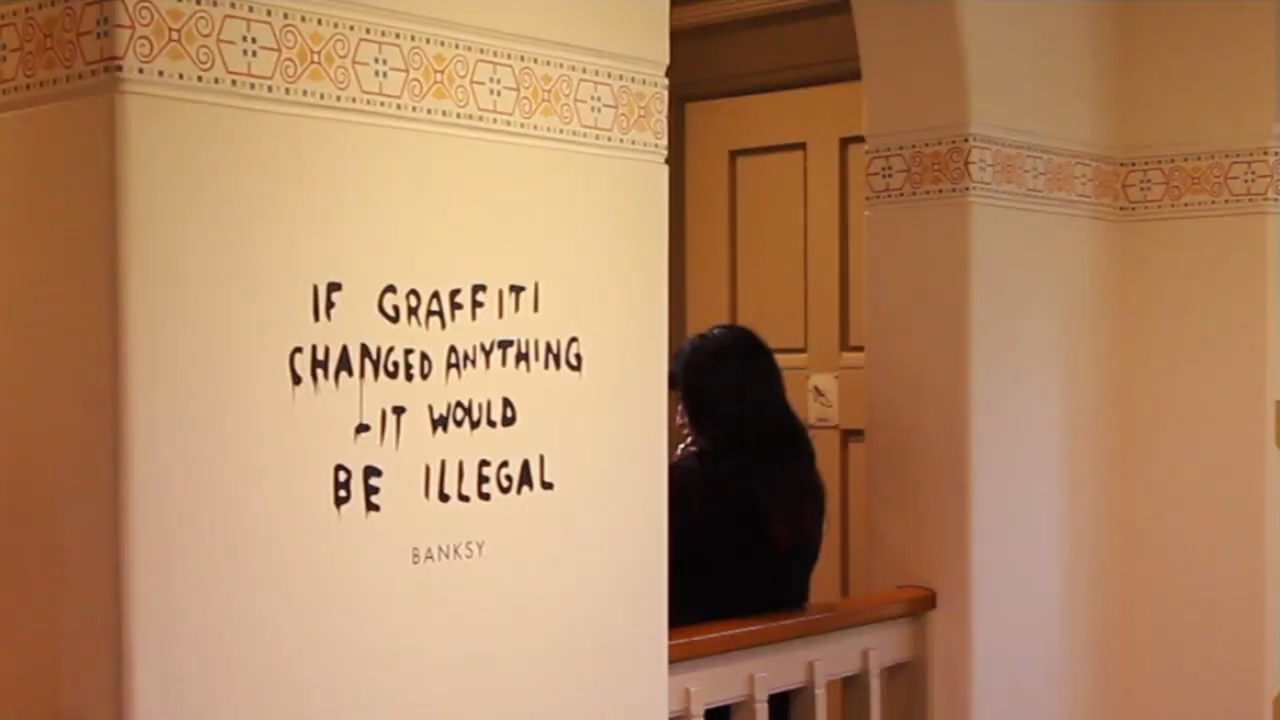 IF GRAFFITI
CHANGED ANYTHING
-IT WOULD
BE ILLEGAL
BANKSY